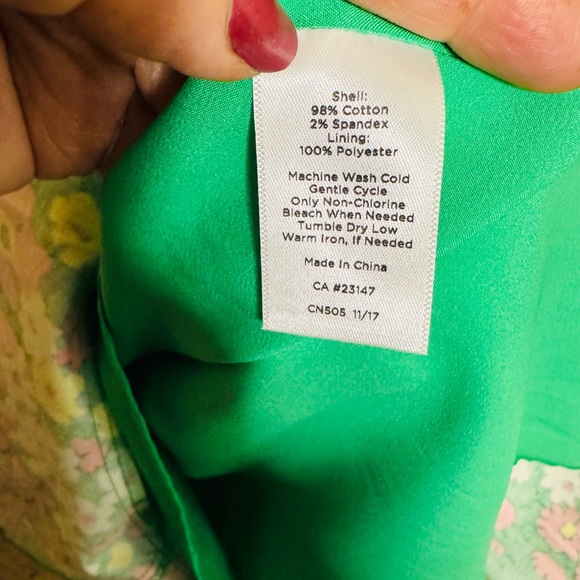 Shell:
98% Cotton
2% Spandex
Lining:
100% Polyester
Machine Wash Cold
Gentle Cycle
Only Non-Chlorine
Bleach When Needed
Tumble Dry Low
Warm Iron, If Needed
Made In China
CA #23147
CN505 11/17